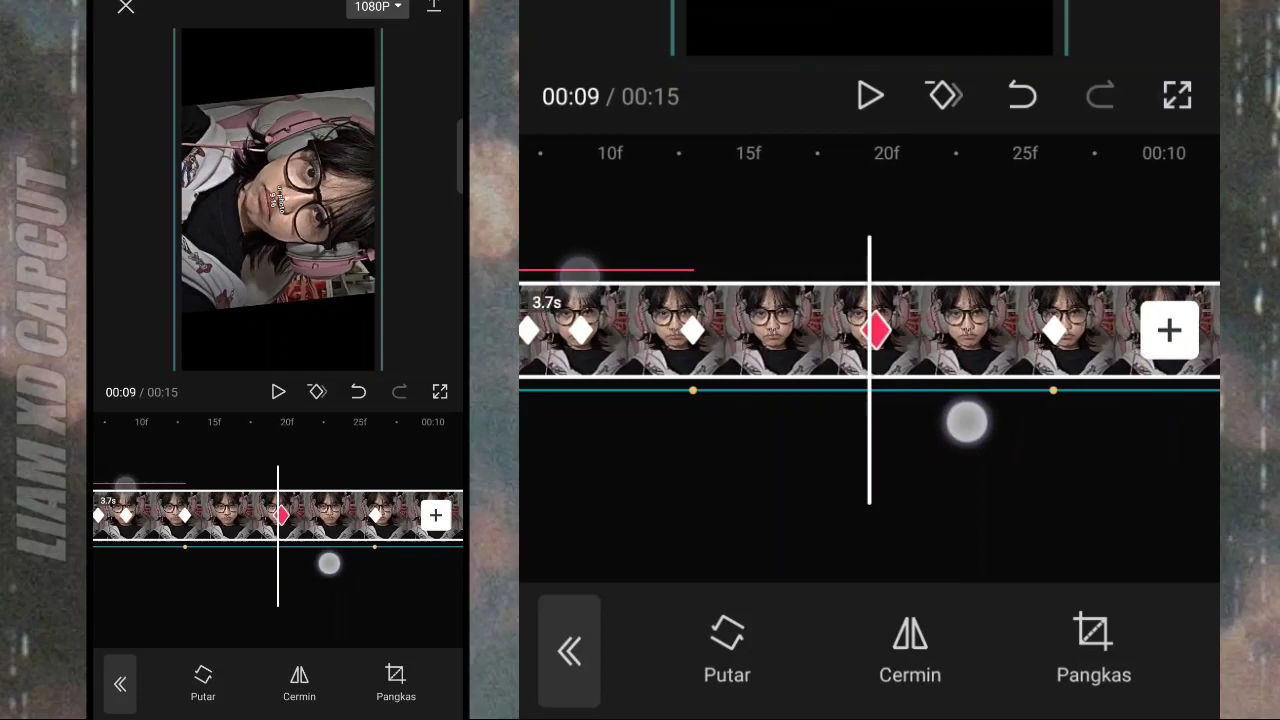 LIAM XD CAPCUT
1080P
00:09 / 00:15
10f 15f 20f 25f 00:10
3.7s
Putar Cermin Pangkas
00:09 / 00:15
10f 15f 20f 25f 00:10
3.7s
Putar Cermin Pangkas